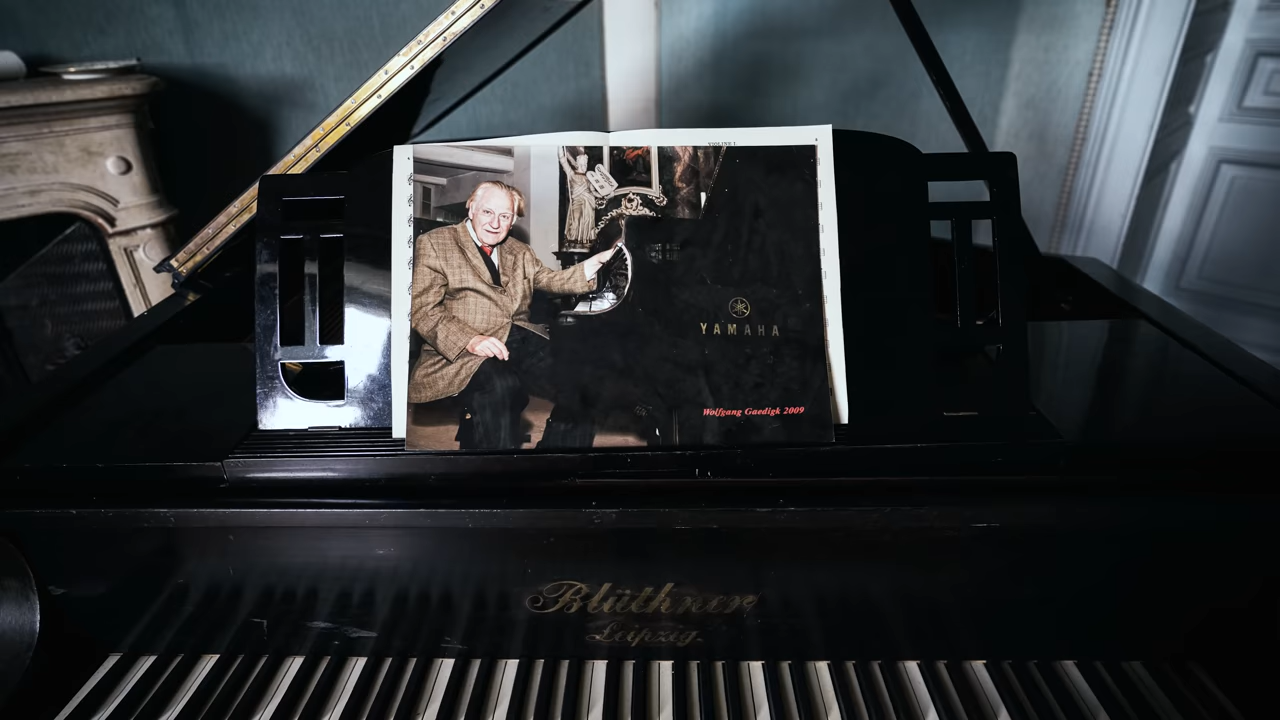 VIOLINE I.
YAMAHA
Wolfgang Gaedigk 2009
Blüthner
Leipzig.